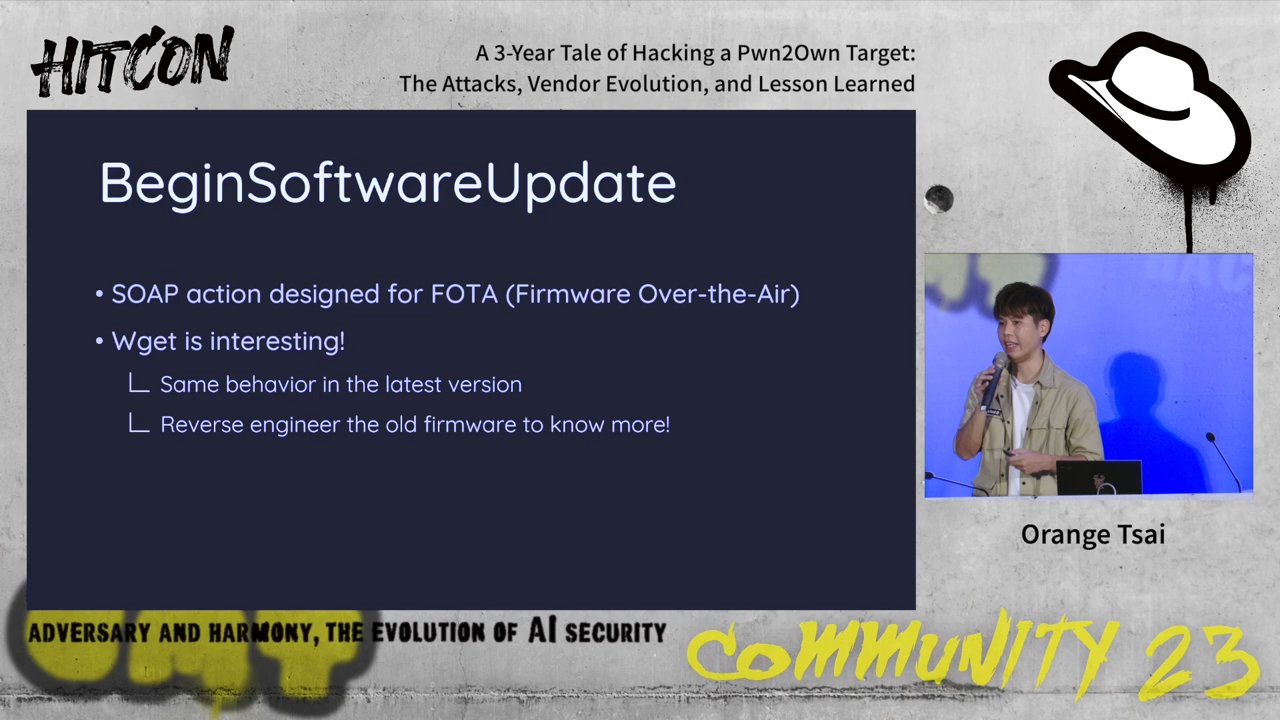 HITCON
A 3-Year Tale of Hacking a Pwn2Own Target:
The Attacks, Vendor Evolution, and Lesson Learned
BeginSoftwareUpdate
• SOAP action designed for FOTA (Firmware Over-the-Air)
• Wget is interesting!
Same behavior in the latest version
Reverse engineer the old firmware to know more!
Orange Tsai
ADVERSARY AND HARMONY, THE EVOLUTION OF AI SECURITY
COMMUNITY 23